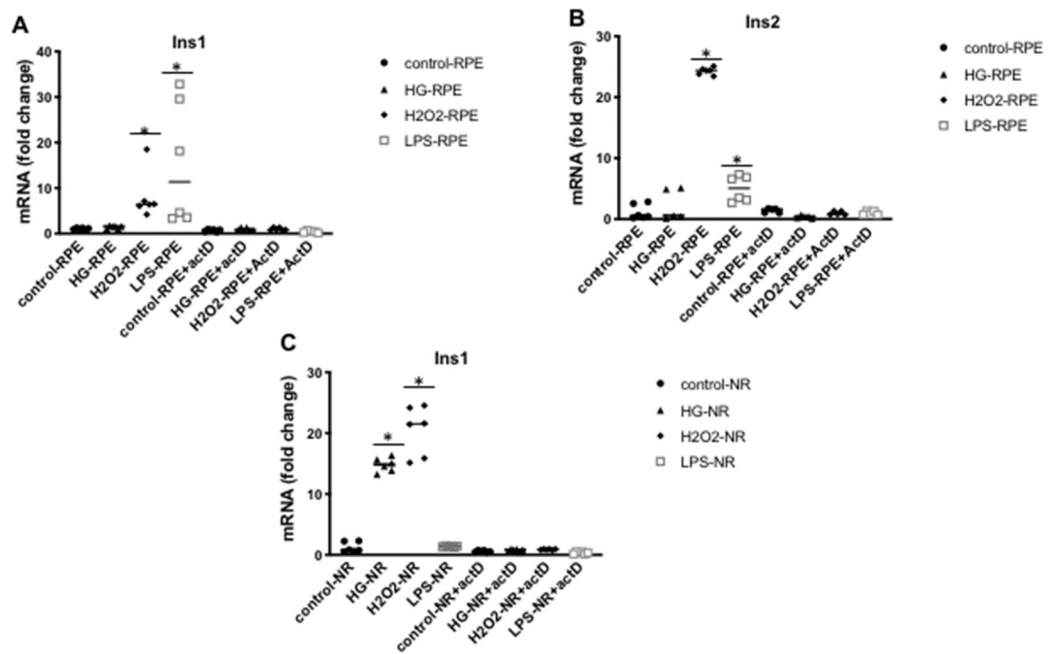 A
Ins1
mRNA (fold change)
40
30
20
10
0
*
*
control-RPE
HG-RPE
H2O2-RPE
LPS-RPE
control-RPE+actD
HG-RPE+actD
H2O2-RPE+ActD
LPS-RPE+ActD
control-RPE
HG-RPE
H2O2-RPE
LPS-RPE
B
Ins2
mRNA (fold change)
30
20
10
0
*
*
control-RPE
HG-RPE
H2O2-RPE
LPS-RPE
control-RPE+actD
HG-RPE+actD
H2O2-RPE+ActD
LPS-RPE+ActD
control-RPE
HG-RPE
H2O2-RPE
LPS-RPE
C
Ins1
mRNA (fold change)
30
20
10
0
*
*
control-NR
HG-NR
H2O2-NR
LPS-NR
control-NR+actD
HG-NR+actD
H2O2-NR+actD
LPS-NR+actD
control-NR
HG-NR
H2O2-NR
LPS-NR